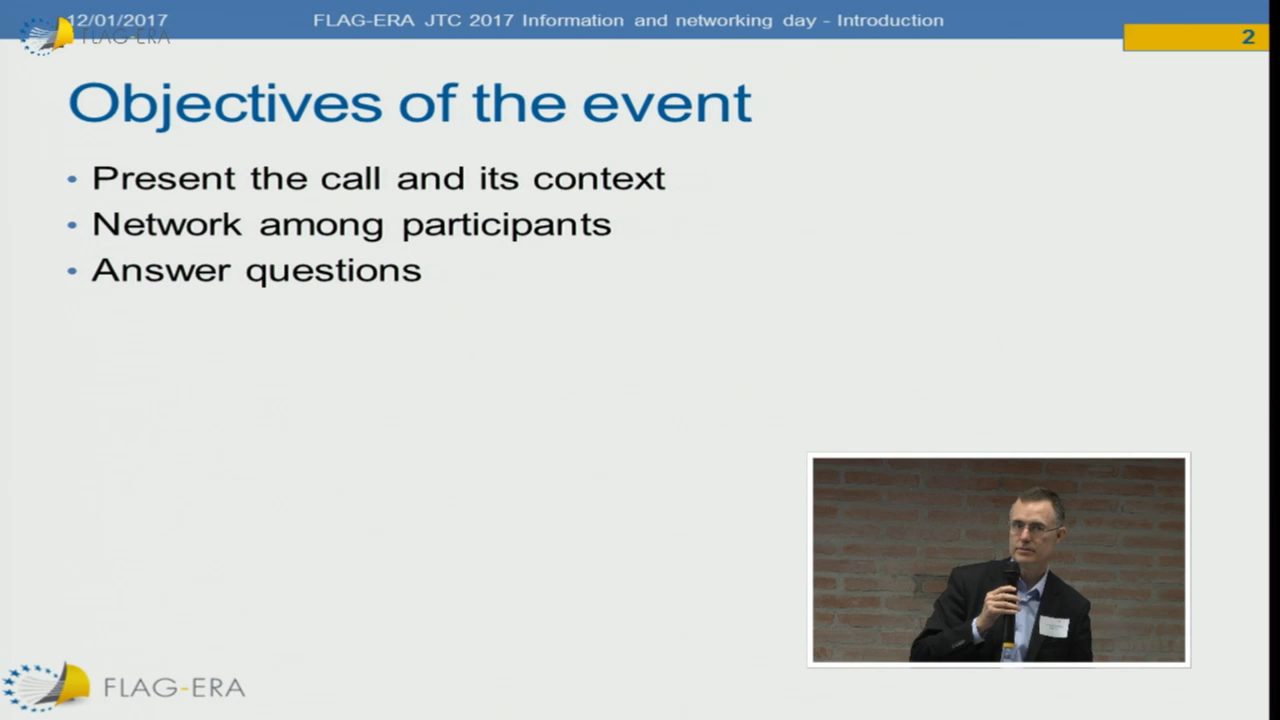 12/01/2017
FLAG-ERA JTC 2017 Information and networking day - Introduction
2
FLAG-ERA
Objectives of the event
• Present the call and its context
• Network among participants
• Answer questions
FLAG-ERA